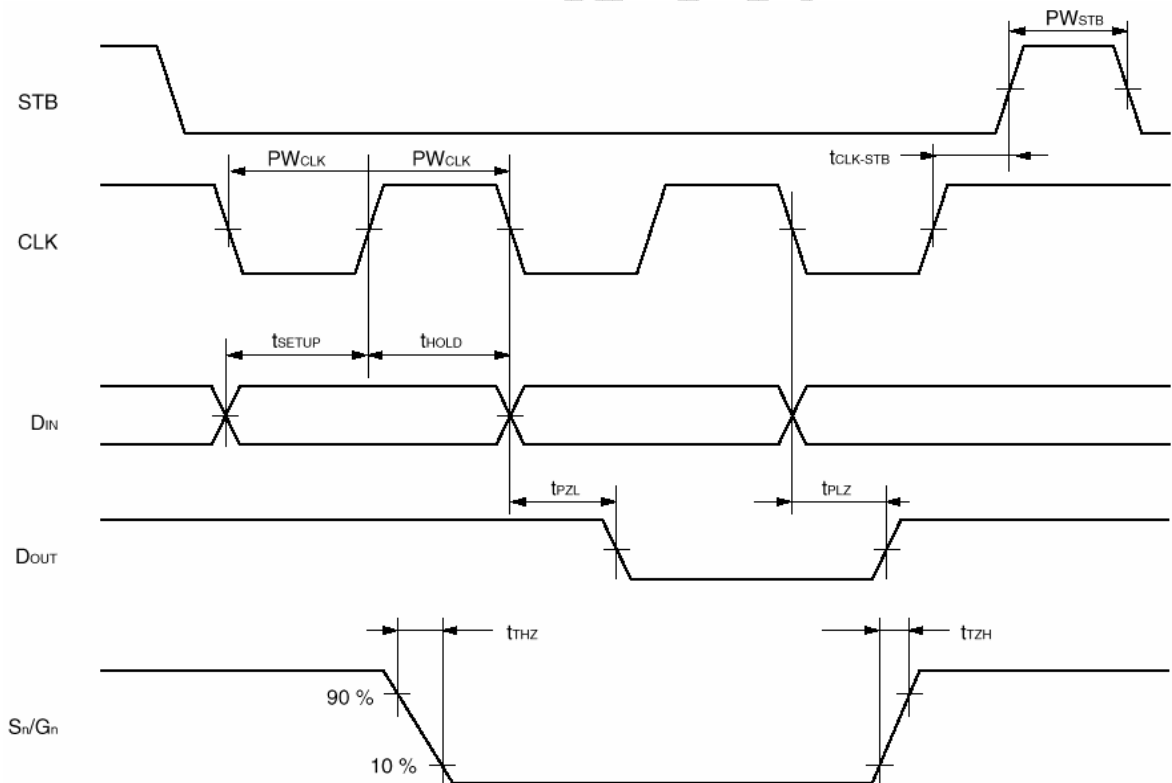 PWSTB
STB
tCLK-STB
PWCLK PWCLK
CLK
tSETUP tHOLD
DIN
tPZL tPLZ
DOUT
tTHZ tTZH
90 %
Sn/Gn
10 %